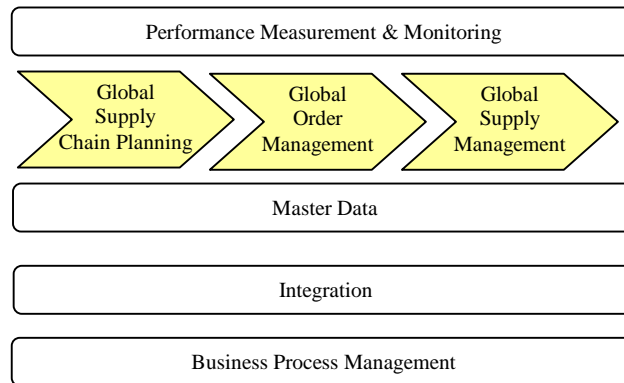 Performance Measurement & Monitoring
Global
Supply
Chain Planning
Global
Order
Management
Global
Supply
Management
Master Data
Integration
Business Process Management